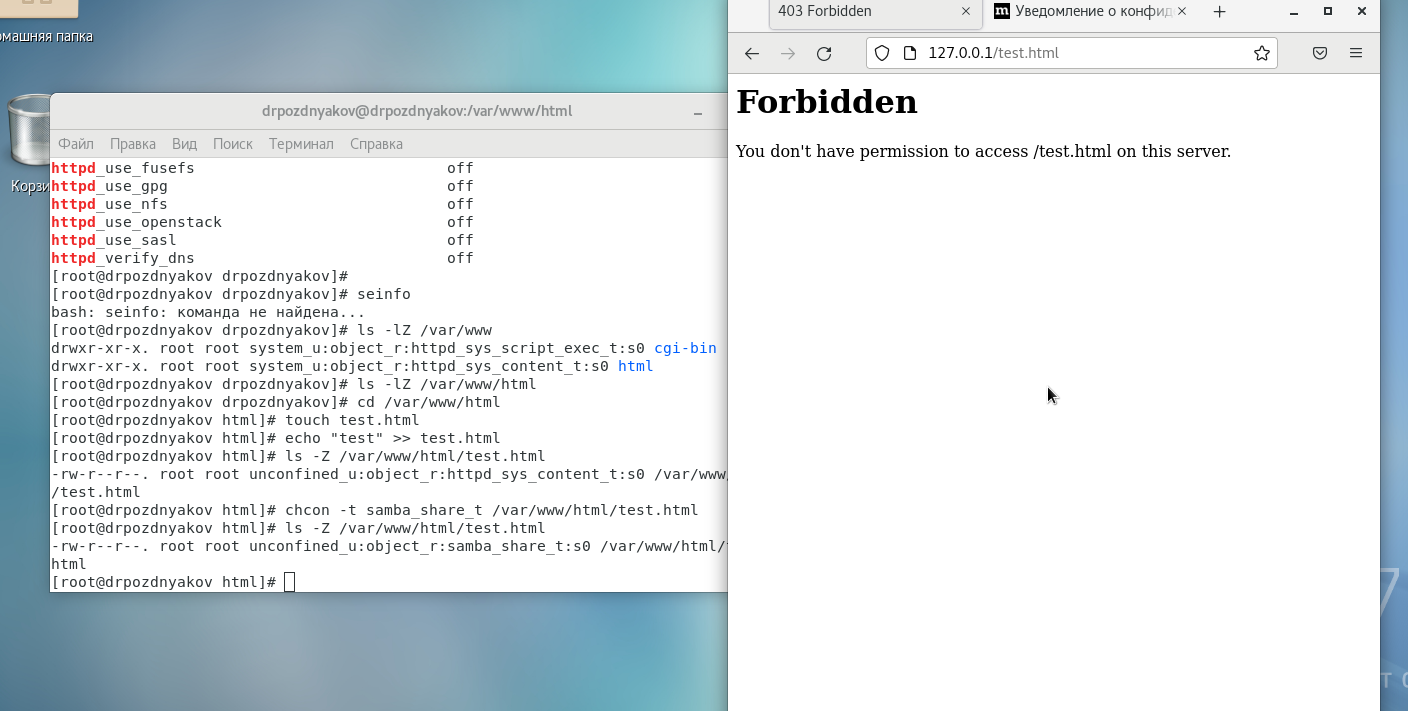 омашняя папка
Корзи
drpozdnyakov@drpozdnyakov:/var/www/html
Файл Правка Вид Поиск Терминал Справка
httpd_use_fusefs off
httpd_use_gpg off
httpd_use_nfs off
httpd_use_openstack off
httpd_use_sasl off
httpd_verify_dns off
[root@drpozdnyakov drpozdnyakov]#
[root@drpozdnyakov drpozdnyakov]# seinfo
bash: seinfo: команда не найдена...
[root@drpozdnyakov drpozdnyakov]# ls -lZ /var/www
drwxr-xr-x. root root system_u:object_r:httpd_sys_script_exec_t:s0 cgi-bin
drwxr-xr-x. root root system_u:object_r:httpd_sys_content_t:s0 html
[root@drpozdnyakov drpozdnyakov]# ls -lZ /var/www/html
[root@drpozdnyakov drpozdnyakov]# cd /var/www/html
[root@drpozdnyakov html]# touch test.html
[root@drpozdnyakov html]# echo "test" >> test.html
[root@drpozdnyakov html]# ls -Z /var/www/html/test.html
-rw-r--r--. root root unconfined_u:object_r:httpd_sys_content_t:s0 /var/www
/test.html
[root@drpozdnyakov html]# chcon -t samba_share_t /var/www/html/test.html
[root@drpozdnyakov html]# ls -Z /var/www/html/test.html
-rw-r--r--. root root unconfined_u:object_r:samba_share_t:s0 /var/www/html/
html
[root@drpozdnyakov html]#
403 Forbidden
m Уведомление о конфид
127.0.0.1/test.html
Forbidden
You don't have permission to access /test.html on this server.
7